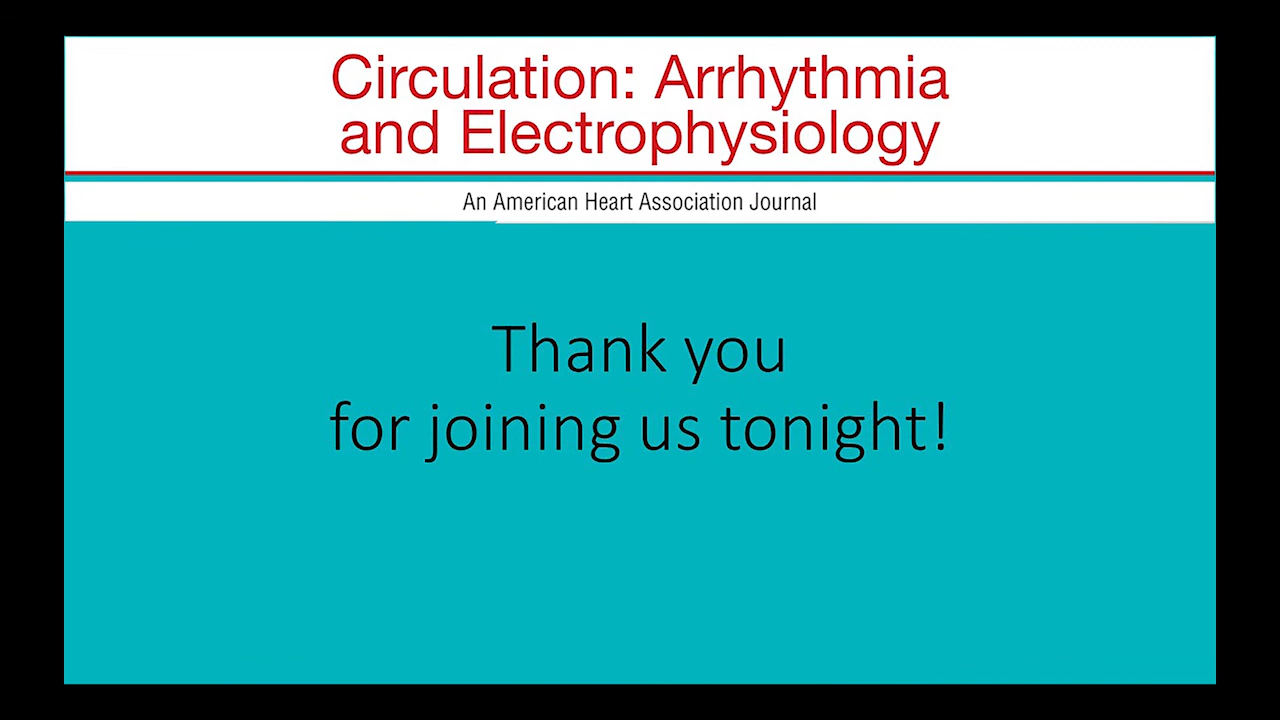 Circulation: Arrhythmia
and Electrophysiology
An American Heart Association Journal
Thank you
for joining us tonight!